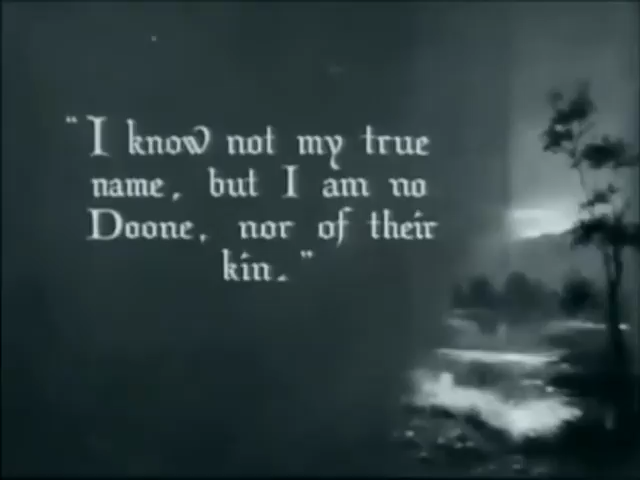 "I know not my true
name, but I am no
Doone, nor of their
kin."